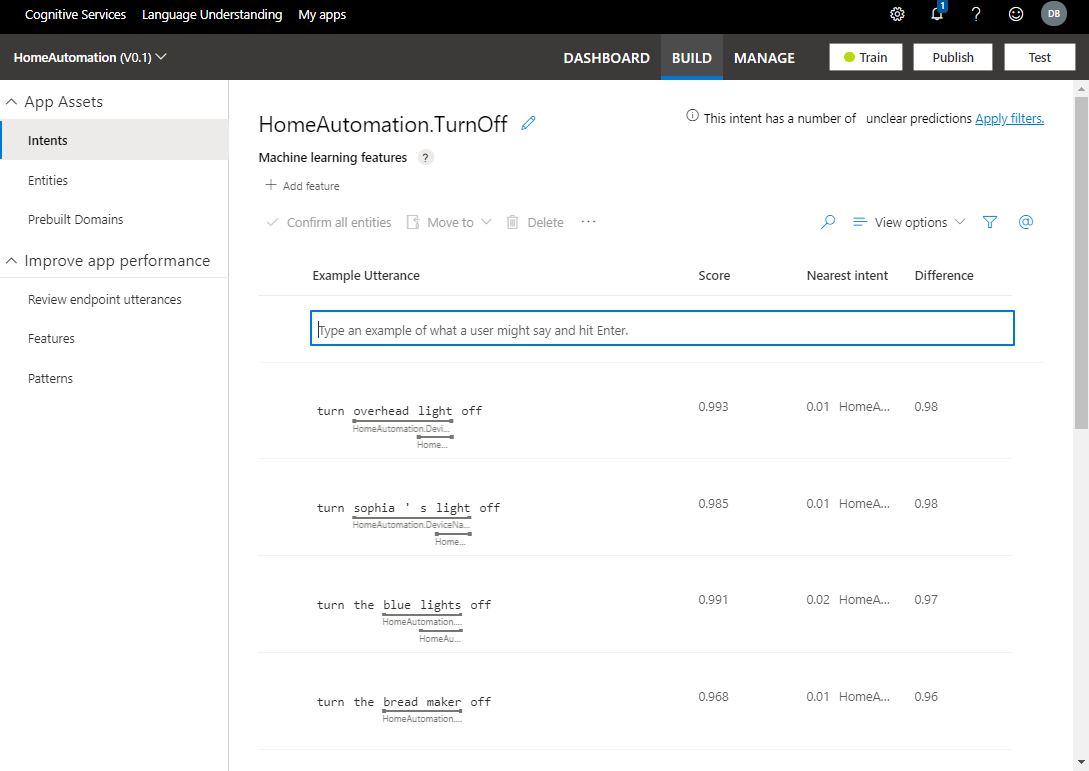 Cognitive Services Language Understanding My apps 1 ? DB
HomeAutomation (V0.1) DASHBOARD BUILD MANAGE Train Publish Test
App Assets
Intents
Entities
Prebuilt Domains
Improve app performance
Review endpoint utterances
Features
Patterns
HomeAutomation.TurnOff
This intent has a number of unclear predictions Apply filters.
Machine learning features ?
+ Add feature
Confirm all entities Move to Delete ... View options @
Example Utterance Score Nearest intent Difference
Type an example of what a user might say and hit Enter.
turn overhead light off 0.993 0.01 HomeA... 0.98
HomeAutomation.Devi...
Home...
turn sophia ' s light off 0.985 0.01 HomeA... 0.98
HomeAutomation.DeviceNa...
Home...
turn the blue lights off 0.991 0.02 HomeA... 0.97
HomeAutomation....
HomeAu...
turn the bread maker off 0.968 0.01 HomeA... 0.96
HomeAutomation....